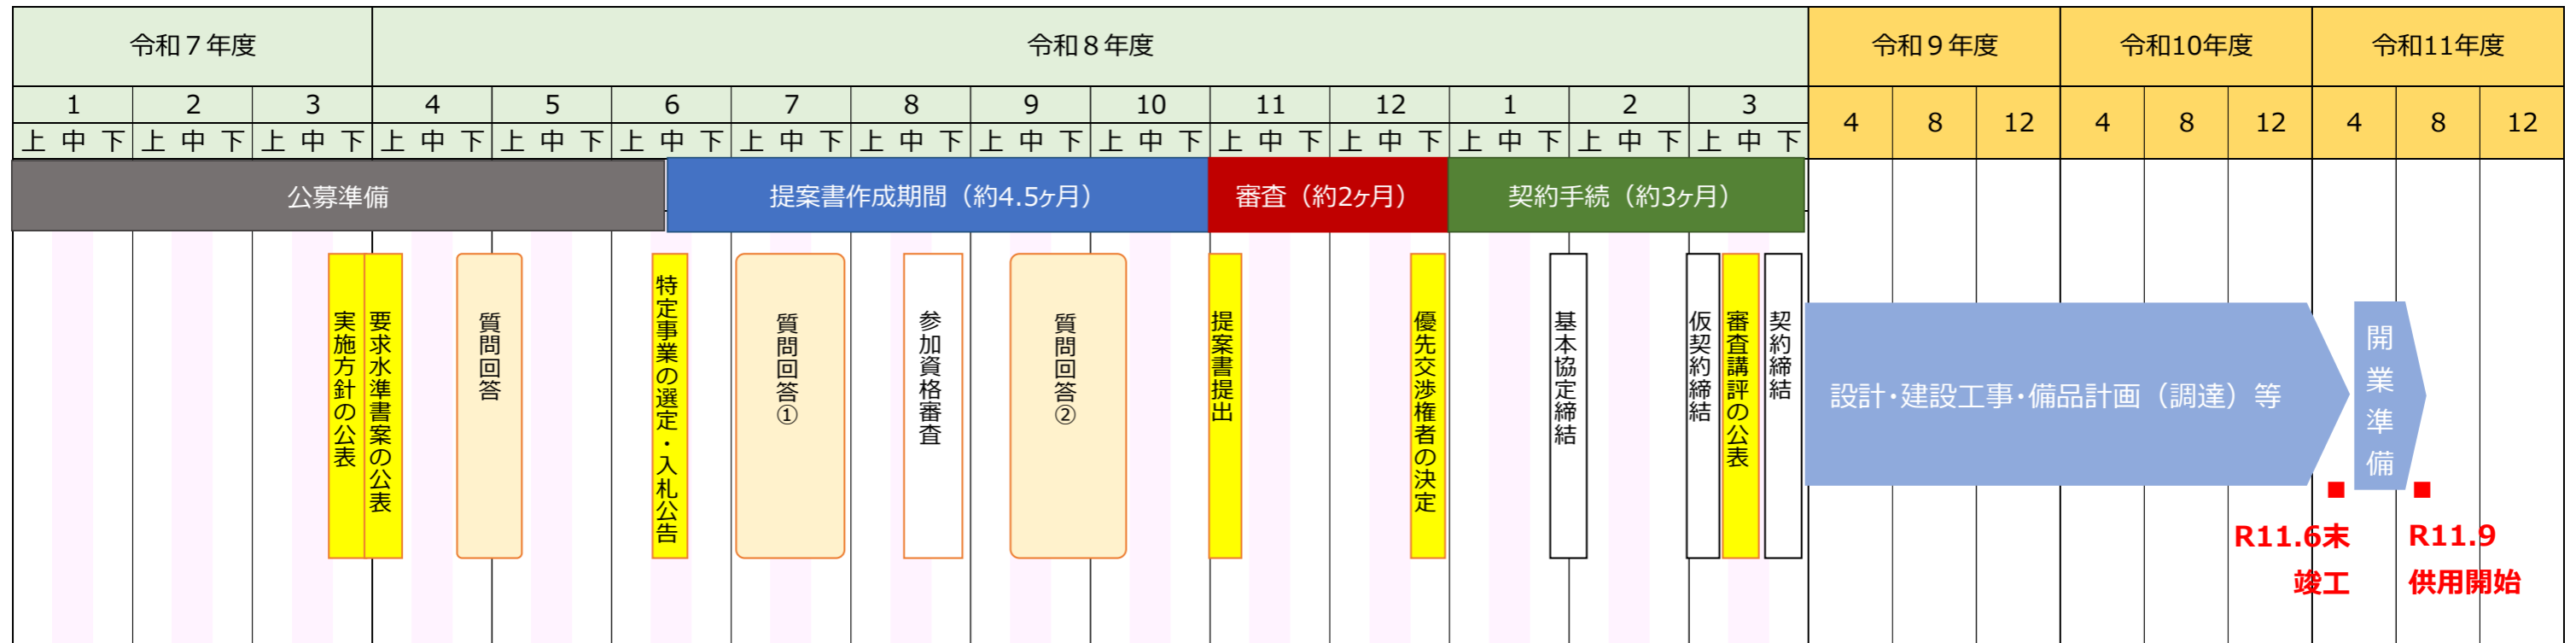 令和７年度 令和８年度 令和９年度 令和10年度 令和11年度
1 2 3 4 5 6 7 8 9 10 11 12 1 2 3 4 8 12 4 8 12 4 8 12
上 中 下 上 中 下 上 中 下 上 中 下 上 中 下 上 中 下 上 中 下 上 中 下 上 中 下 上 中 下 上 中 下 上 中 下 上 中 下 上 中 下 上 中 下
公募準備 提案書作成期間（約4.5ヶ月） 審査（約2ヶ月） 契約手続（約3ヶ月）
実施方針の公表
要求水準書案の公表
質問回答
特定事業の選定・入札公告
質問回答①
参加資格審査
質問回答②
提案書提出
優先交渉権者の決定
基本協定締結
仮契約締結
審査講評の公表
契約締結
設計・建設工事・備品計画（調達）等
開業準備
R11.6末
竣工
R11.9
供用開始